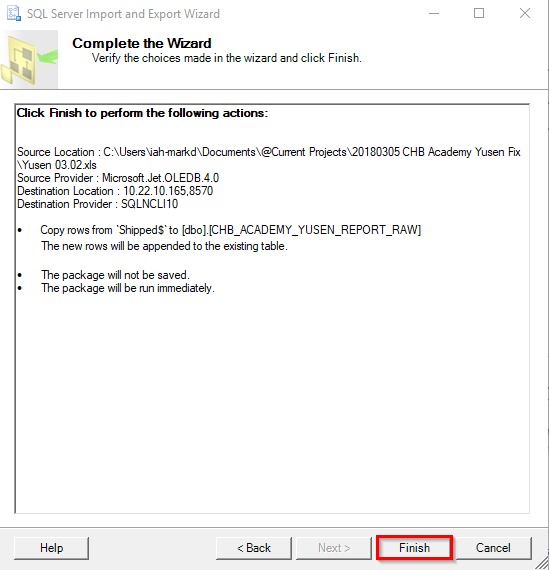 SQL Server Import and Export Wizard
Complete the Wizard
Verify the choices made in the wizard and click Finish.
Click Finish to perform the following actions:
Source Location : C:\Users\iah-markd\Documents\@Current Projects\20180305 CHB Academy Yusen Fix
\Yusen 03.02.xls
Source Provider : Microsoft.Jet.OLEDB.4.0
Destination Location : 10.22.10.165,8570
Destination Provider : SQLNCLI10
• Copy rows from `Shipped$` to [dbo].[CHB_ACADEMY_YUSEN_REPORT_RAW]
The new rows will be appended to the existing table.
• The package will not be saved.
• The package will be run immediately.
Help
< Back
Next >
Finish
Cancel